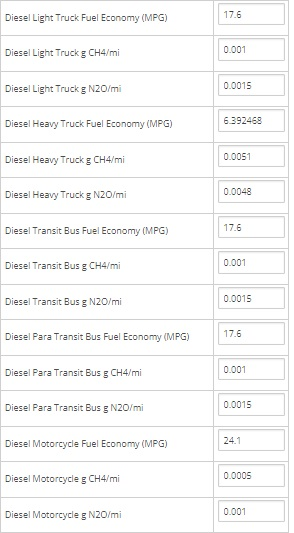 Diesel Light Truck Fuel Economy (MPG) 17.6
Diesel Light Truck g CH4/mi 0.001
Diesel Light Truck g N2O/mi 0.0015
Diesel Heavy Truck Fuel Economy (MPG) 6.392468
Diesel Heavy Truck g CH4/mi 0.0051
Diesel Heavy Truck g N2O/mi 0.0048
Diesel Transit Bus Fuel Economy (MPG) 17.6
Diesel Transit Bus g CH4/mi 0.001
Diesel Transit Bus g N2O/mi 0.0015
Diesel Para Transit Bus Fuel Economy (MPG) 17.6
Diesel Para Transit Bus g CH4/mi 0.001
Diesel Para Transit Bus g N2O/mi 0.0015
Diesel Motorcycle Fuel Economy (MPG) 24.1
Diesel Motorcycle g CH4/mi 0.0005
Diesel Motorcycle g N2O/mi 0.001